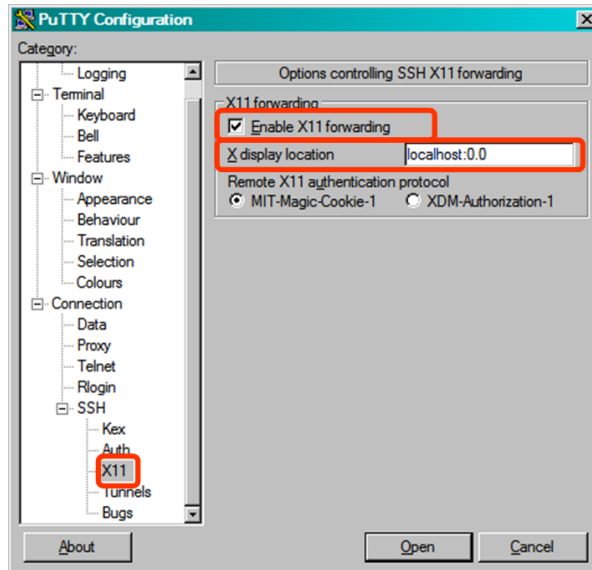 PuTTY Configuration
Category:
Logging
Terminal
Keyboard
Bell
Features
Window
Appearance
Behaviour
Translation
Selection
Colours
Connection
Data
Proxy
Telnet
Rlogin
SSH
Kex
Auth
X11
Tunnels
Bugs
Options controlling SSH X11 forwarding
X11 forwarding
Enable X11 forwarding
X display location localhost:0.0
Remote X11 authentication protocol
MIT-Magic-Cookie-1 XDM-Authorization-1
About Open Cancel